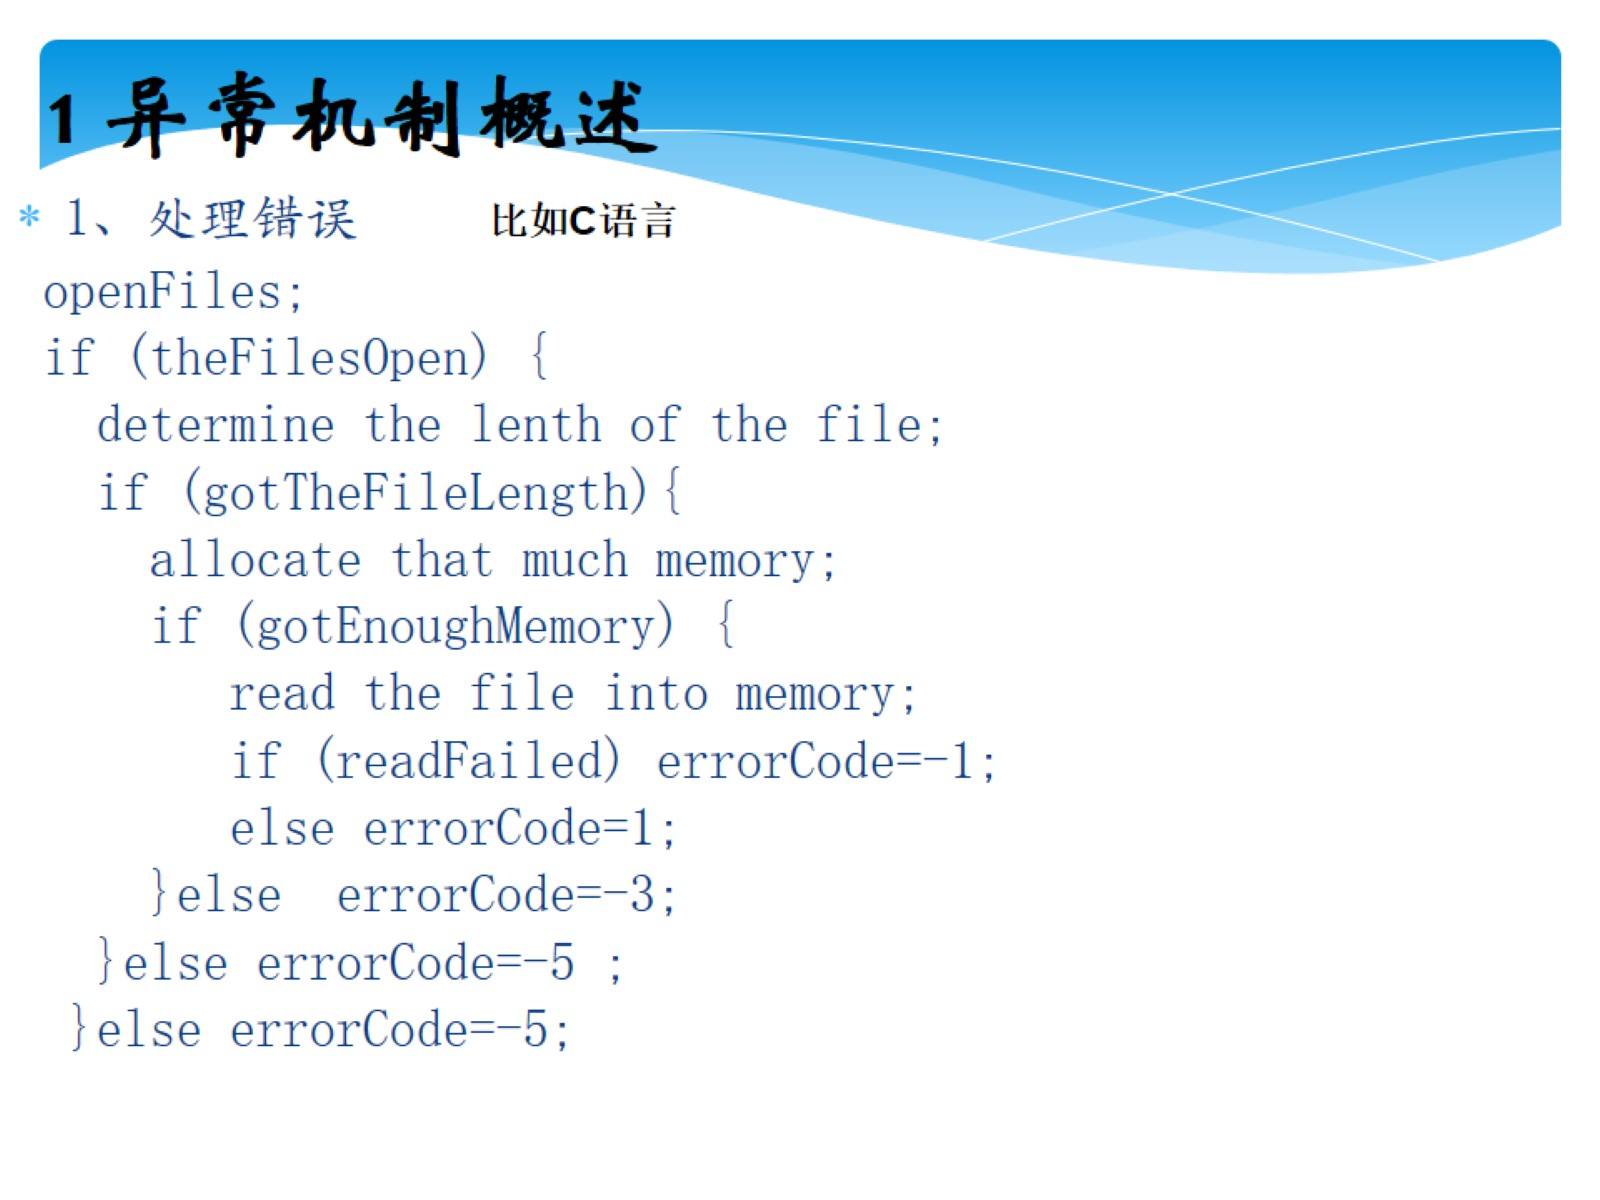 1 异常机制概述
* 1、处理错误 比如C语言
openFiles;
if (theFilesOpen) {
determine the lenth of the file;
if (gotTheFileLength){
allocate that much memory;
if (gotEnoughMemory) {
read the file into memory;
if (readFailed) errorCode=-1;
else errorCode=1;
}else errorCode=-3;
}else errorCode=-5 ;
}else errorCode=-5;